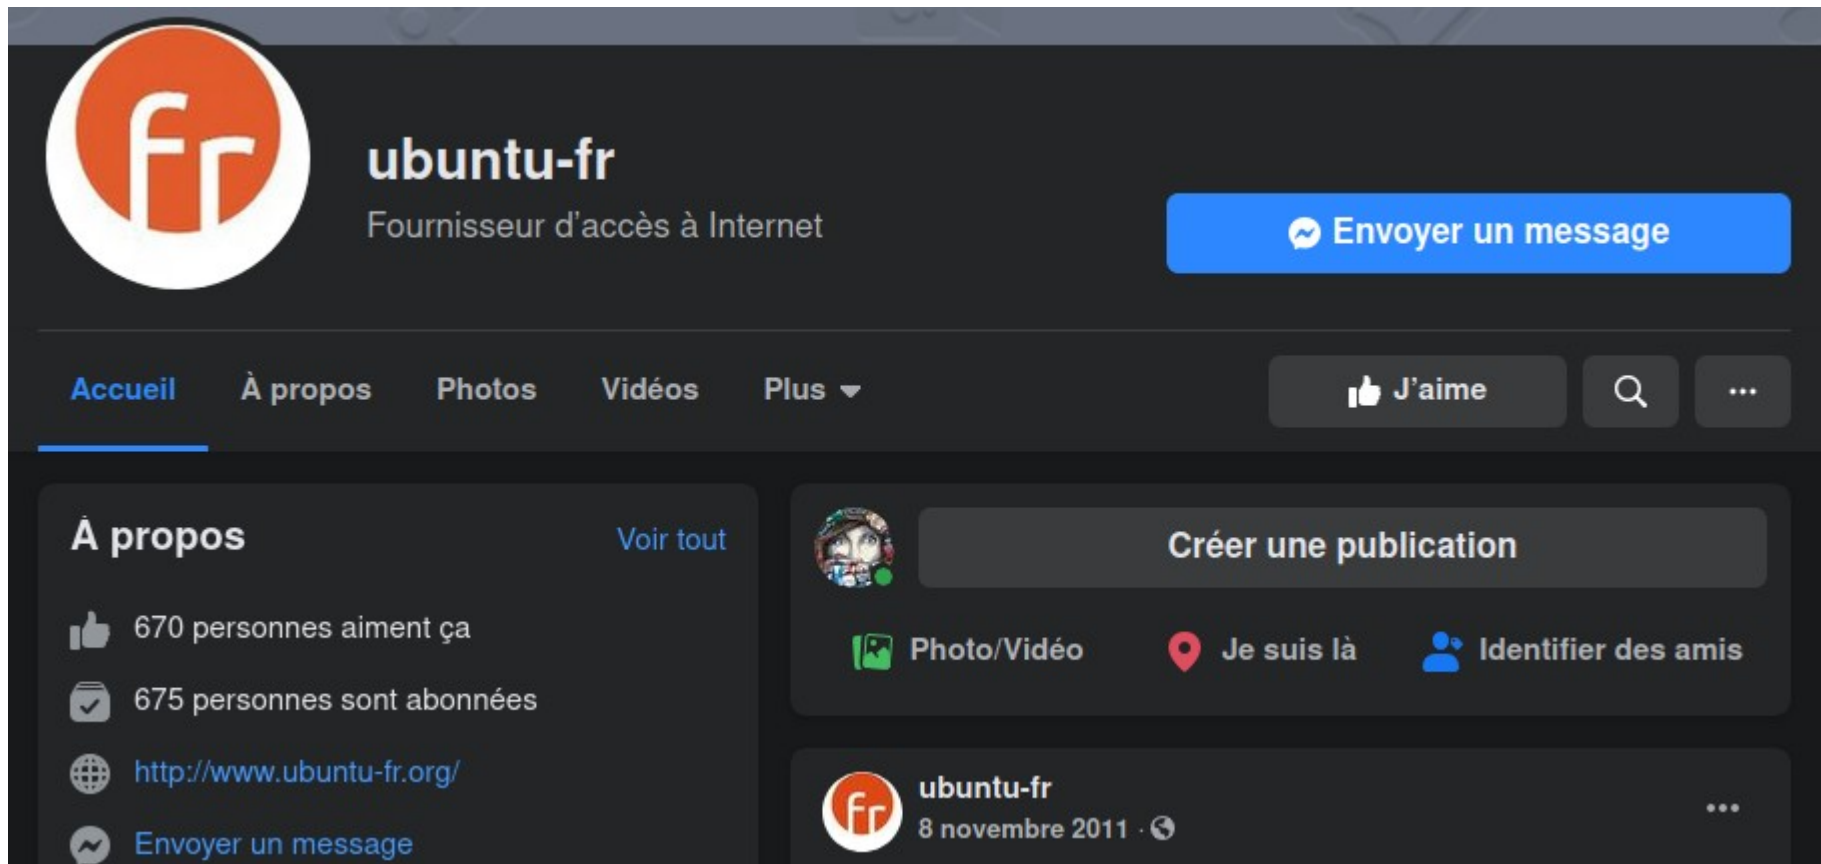 fr
ubuntu-fr
Fournisseur d’accès à Internet
Envoyer un message
Accueil
À propos
Photos
Vidéos
Plus
J’aime
À propos
Voir tout
670 personnes aiment ça
675 personnes sont abonnées
http://www.ubuntu-fr.org/
Envoyer un message
Créer une publication
Photo/Vidéo
Je suis là
Identifier des amis
fr
ubuntu-fr
8 novembre 2011 ·